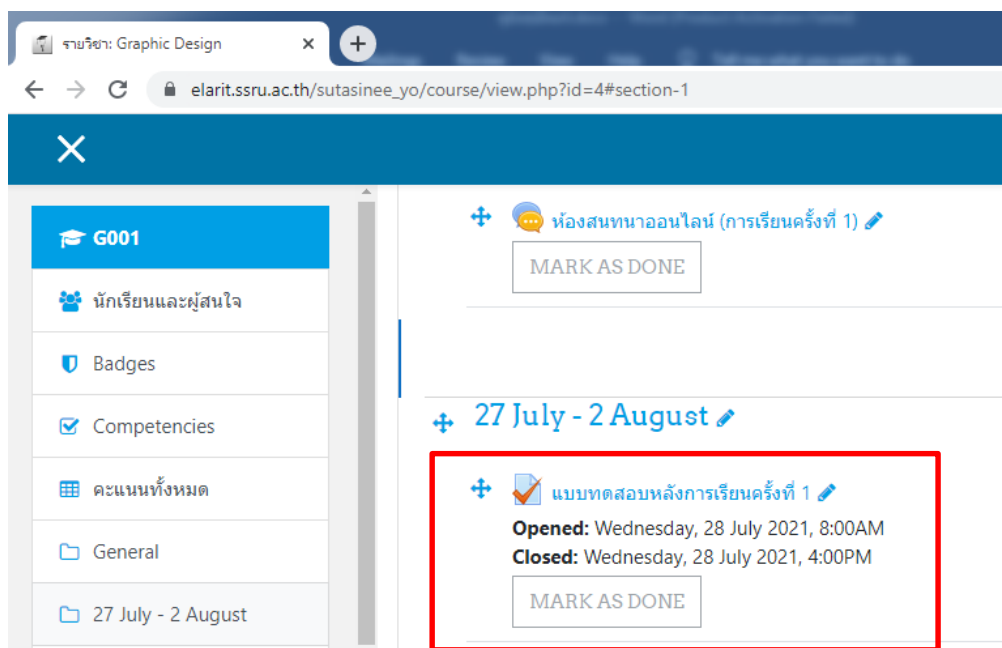 รายวิชา: Graphic Design
elarit.ssru.ac.th/sutasinee_yo/course/view.php?id=4#section-1
G001
นักเรียนและผู้สนใจ
Badges
Competencies
คะแนนทั้งหมด
General
27 July - 2 August
ห้องสนทนาออนไลน์ (การเรียนครั้งที่ 1)
MARK AS DONE
27 July - 2 August
แบบทดสอบหลังการเรียนครั้งที่ 1
Opened: Wednesday, 28 July 2021, 8:00AM
Closed: Wednesday, 28 July 2021, 4:00PM
MARK AS DONE